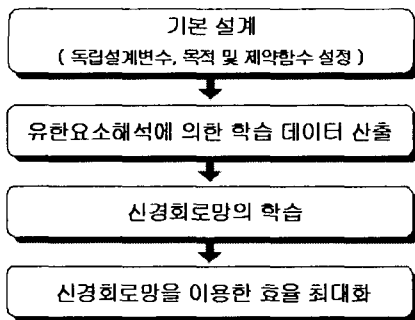 기본 설계
( 독립설계변수, 목적 및 제약함수 설정 )
유한요소해석에 의한 학습 데이터 산출
신경회로망의 학습
신경회로망을 이용한 효율 최대화